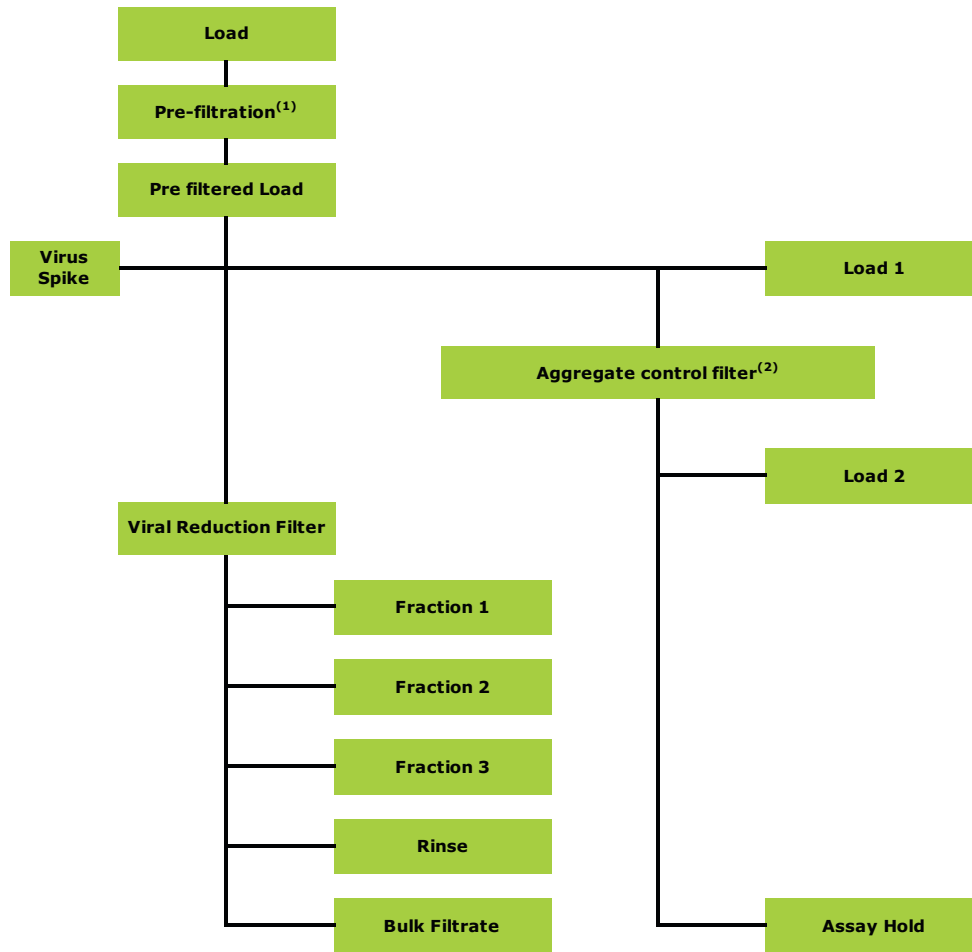 Load
Pre-filtration(1)
Pre filtered Load
Virus
Spike
Load 1
Aggregate control filter(2)
Load 2
Viral Reduction Filter
Fraction 1
Fraction 2
Fraction 3
Rinse
Bulk Filtrate
Assay Hold